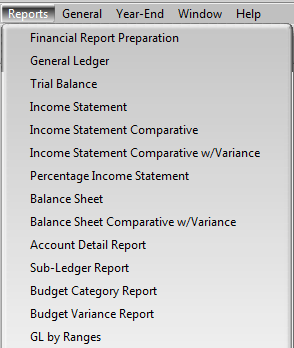 Reports General Year-End Window Help
Financial Report Preparation
General Ledger
Trial Balance
Income Statement
Income Statement Comparative
Income Statement Comparative w/Variance
Percentage Income Statement
Balance Sheet
Balance Sheet Comparative w/Variance
Account Detail Report
Sub-Ledger Report
Budget Category Report
Budget Variance Report
GL by Ranges